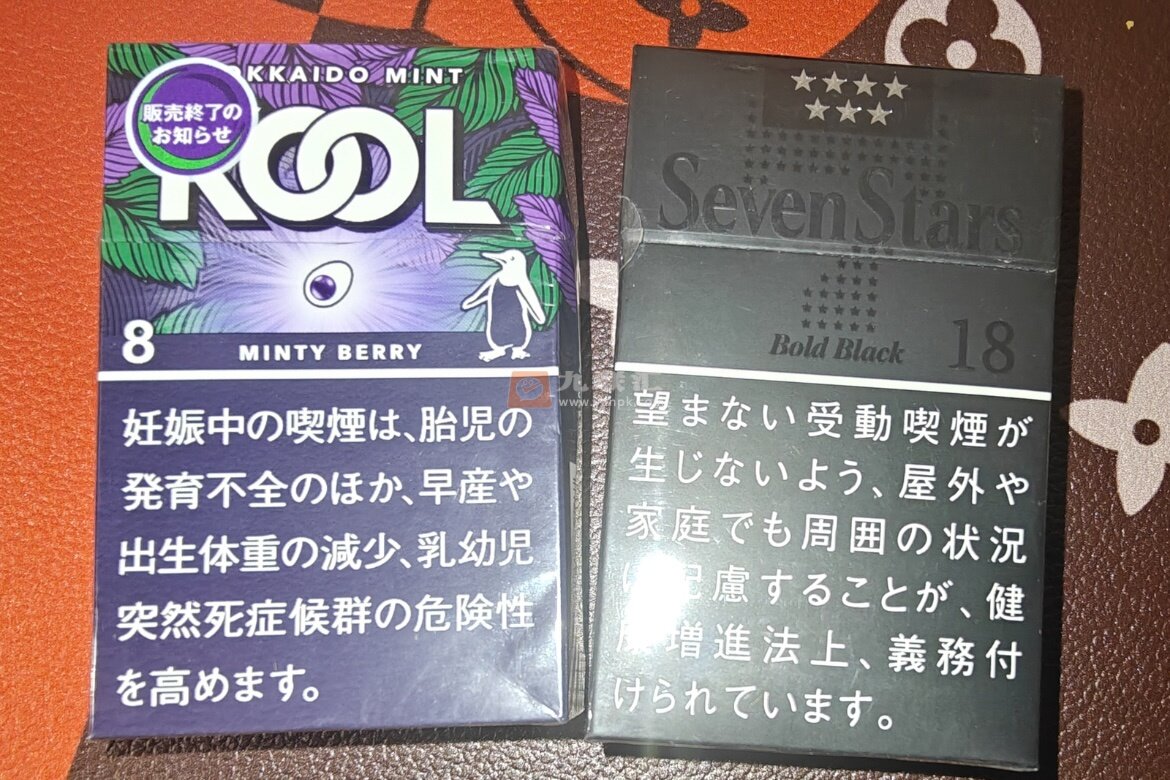 KKAIDO MINT
販売終了の
お知らせ
KOOL
8
MINTY BERRY
妊娠中の喫煙は、胎児の
発育不全のほか、早産や
出生体重の減少、乳幼児
突然死症候群の危険性
を高めます。
Seven Stars
Bold Black
18
望まない受動喫煙が
生じないよう、屋外や
家庭でも周囲の状況
に配慮することが、健
康増進法上、義務付
けられています。